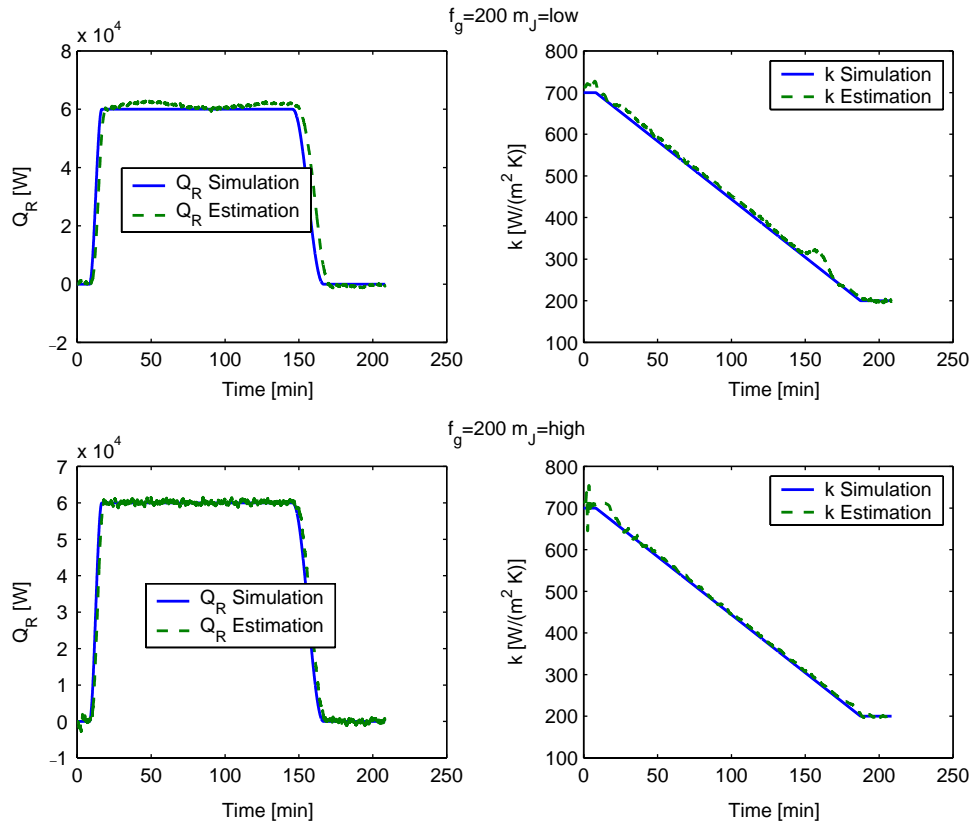 f_g=200 m_J=low
x 10^4
8
6
4
2
0
−2
Q_R [W]
Q_R Simulation
Q_R Estimation
0 50 100 150 200 250
Time [min]
800
700
600
500
400
300
200
100
k [W/(m² K)]
k Simulation
k Estimation
0 50 100 150 200 250
Time [min]
f_g=200 m_J=high
x 10^4
7
6
5
4
3
2
1
0
−1
Q_R [W]
Q_R Simulation
Q_R Estimation
0 50 100 150 200 250
Time [min]
800
700
600
500
400
300
200
100
k [W/(m² K)]
k Simulation
k Estimation
0 50 100 150 200 250
Time [min]